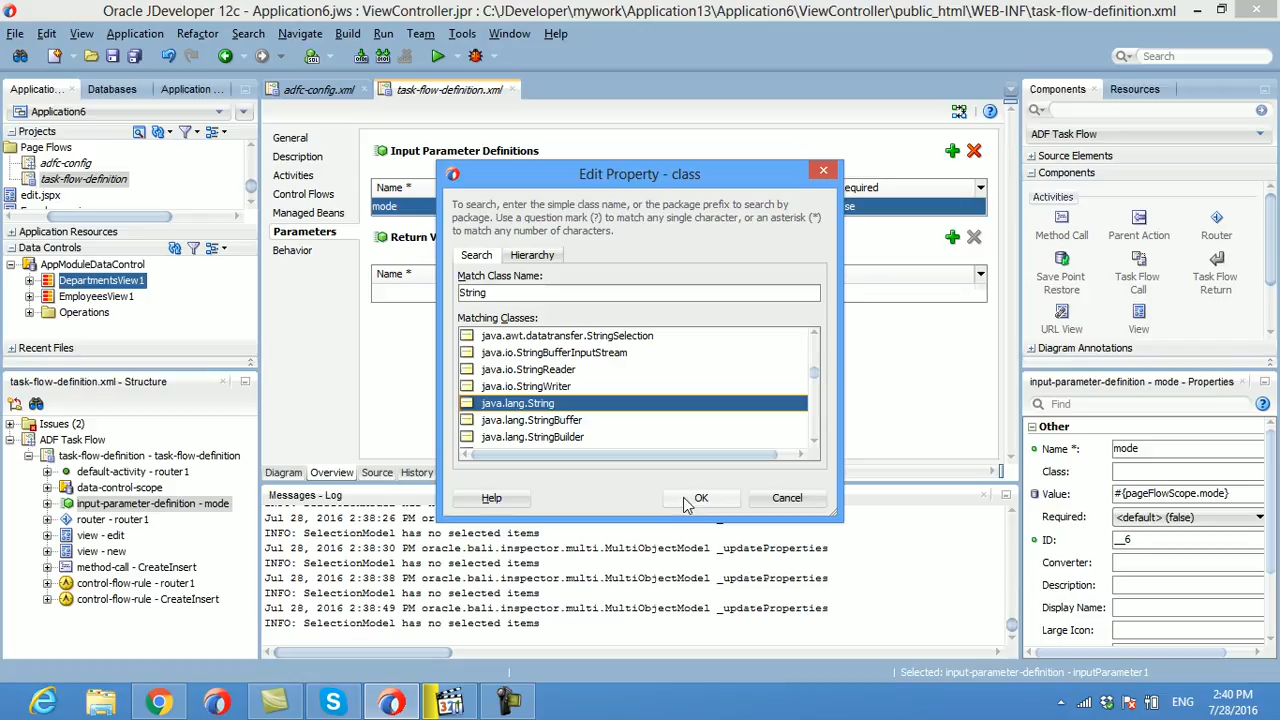 Oracle JDeveloper 12c - Application6.jws : ViewController.jpr : C:\JDeveloper\mywork\Application13\Application6\ViewController\public_html\WEB-INF\task-flow-definition.xml
File Edit View Application Refactor Search Navigate Build Run Team Tools Window Help
Search
Applicatio...
Databases
Application ...
adfc-config.xml
task-flow-definition.xml
Components
Resources
Application6
Projects
Page Flows
adfc-config
task-flow-definition
edit.jspx
Application Resources
Data Controls
AppModuleDataControl
DepartmentsView1
EmployeesView1
Operations
Recent Files
task-flow-definition.xml - Structure
Issues (2)
ADF Task Flow
task-flow-definition - task-flow-definition
default-activity - router1
data-control-scope
input-parameter-definition - mode
router - router1
view - edit
view - new
method-call - CreateInsert
control-flow-rule - router1
control-flow-rule - CreateInsert
General
Description
Activities
Control Flows
Managed Beans
Parameters
Behavior
Input Parameter Definitions
Name *
equired
mode
se
Return V
Name *
Edit Property - class
To search, enter the simple class name, or the package prefix to search by
package. Use a question mark (?) to match any single character, or an asterisk (*)
to match any number of characters.
Search
Hierarchy
Match Class Name:
String
Matching Classes:
java.awt.datatransfer.StringSelection
java.io.StringBufferInputStream
java.io.StringReader
java.io.StringWriter
java.lang.String
java.lang.StringBuffer
java.lang.StringBuilder
Help
OK
Cancel
Diagram Overview Source History
Messages - Log
Jul 28, 2016 2:38:26 PM oracle.bali.inspector.multi.MultiObjectModel _updateProperties
INFO: SelectionModel has no selected items
Jul 28, 2016 2:38:30 PM oracle.bali.inspector.multi.MultiObjectModel _updateProperties
INFO: SelectionModel has no selected items
Jul 28, 2016 2:38:38 PM oracle.bali.inspector.multi.MultiObjectModel _updateProperties
INFO: SelectionModel has no selected items
Jul 28, 2016 2:38:49 PM oracle.bali.inspector.multi.MultiObjectModel _updateProperties
INFO: SelectionModel has no selected items
ADF Task Flow
Source Elements
Components
Activities
Method Call
Parent Action
Router
Save Point
Restore
Task Flow
Call
Task Flow
Return
URL View
View
Diagram Annotations
input-parameter-definition - mode - Properties
Find
Other
Name *:
mode
Class:
Value:
#{pageFlowScope.mode}
Required:
<default> (false)
ID:
__6
Converter:
Description:
Display Name:
Large Icon:
Selected: input-parameter-definition - inputParameter1
ENG
2:40 PM
7/28/2016